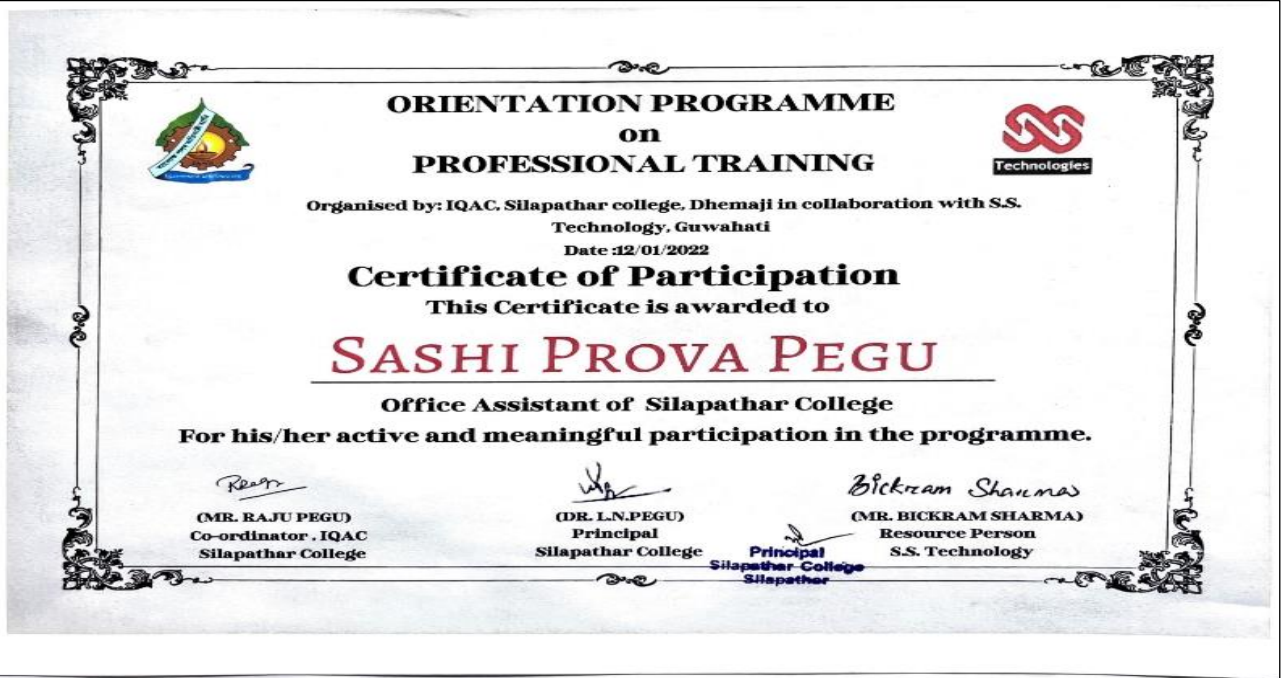 ORIENTATION PROGRAMME
on
PROFESSIONAL TRAINING
Technologies
Organised by: IQAC, Silapathar college, Dhemaji in collaboration with S.S.
Technology, Guwahati
Date :12/01/2022
Certificate of Participation
This Certificate is awarded to
SASHI PROVA PEGU
Office Assistant of Silapathar College
For his/her active and meaningful participation in the programme.
Bickram Sharma
(MR. RAJU PEGU)
Co-ordinator . IQAC
Silapathar College
(DR. L.N.PEGU)
Principal
Silapathar College
(MR. BICKRAM SHARMA)
Resource Person
S.S. Technology
Principal
Silapathar College
Silapathar